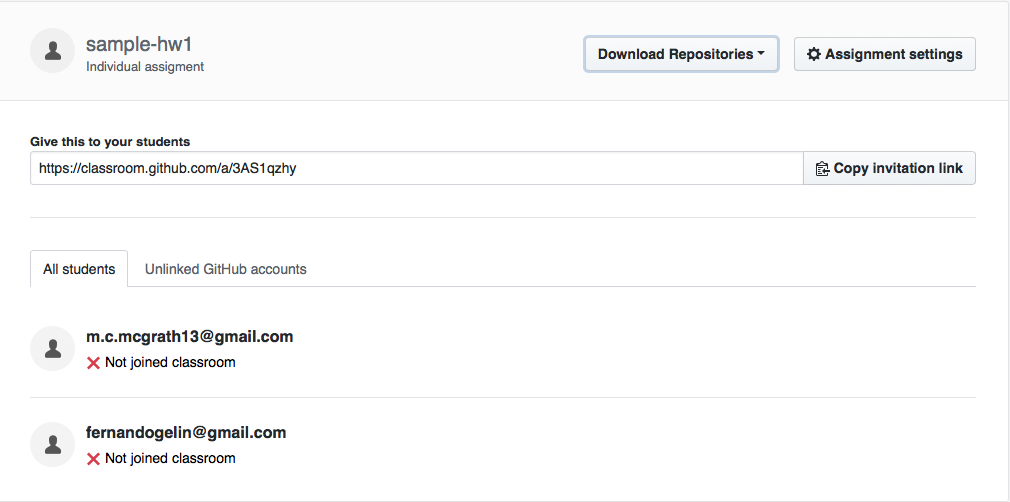 sample-hw1
Individual assigment
Download Repositories
Assignment settings
Give this to your students
https://classroom.github.com/a/3AS1qzhy
Copy invitation link
All students
Unlinked GitHub accounts
m.c.mcgrath13@gmail.com
Not joined classroom
fernandogelin@gmail.com
Not joined classroom